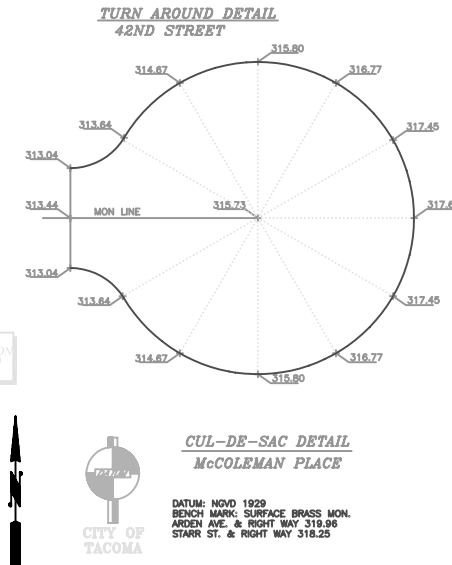 TURN AROUND DETAIL
42ND STREET
315.80
314.67
316.77
313.64
317.45
313.04
313.44
MON LINE
315.73
317.6
313.04
313.64
317.45
314.67
316.77
315.80
CUL-DE-SAC DETAIL
McCOLEMAN PLACE
N
CITY OF
TACOMA
DATUM: NGVD 1929
BENCH MARK: SURFACE BRASS MON.
ARDEN AVE. & RIGHT WAY 319.96
STARR ST. & RIGHT WAY 318.25